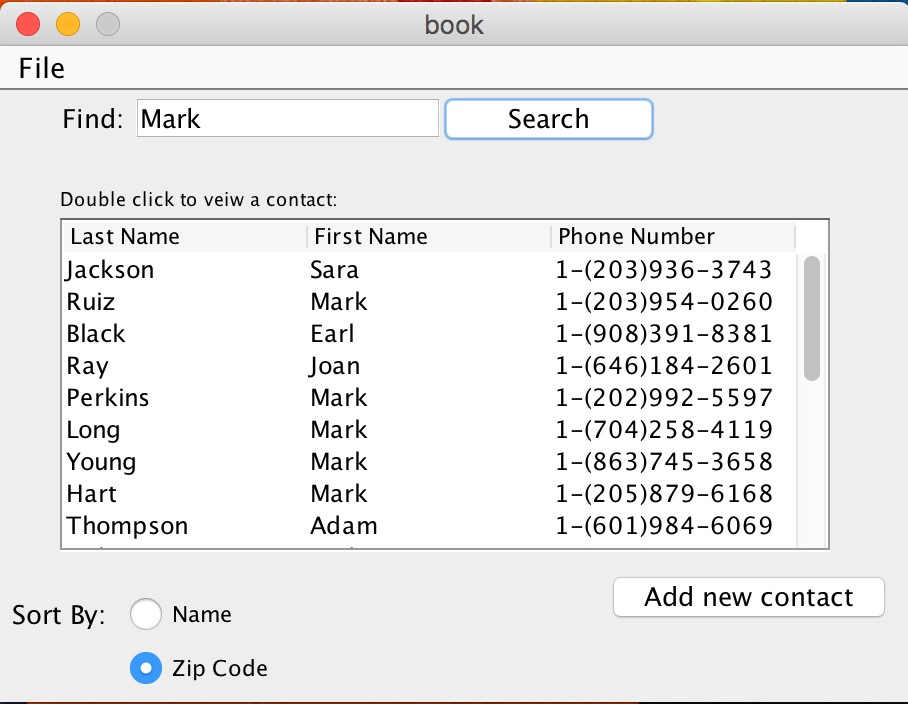 book
File
Find: Mark Search
Double click to veiw a contact:
Last Name First Name Phone Number
Jackson Sara 1-(203)936-3743
Ruiz Mark 1-(203)954-0260
Black Earl 1-(908)391-8381
Ray Joan 1-(646)184-2601
Perkins Mark 1-(202)992-5597
Long Mark 1-(704)258-4119
Young Mark 1-(863)745-3658
Hart Mark 1-(205)879-6168
Thompson Adam 1-(601)984-6069
Add new contact
Sort By: Name
Zip Code